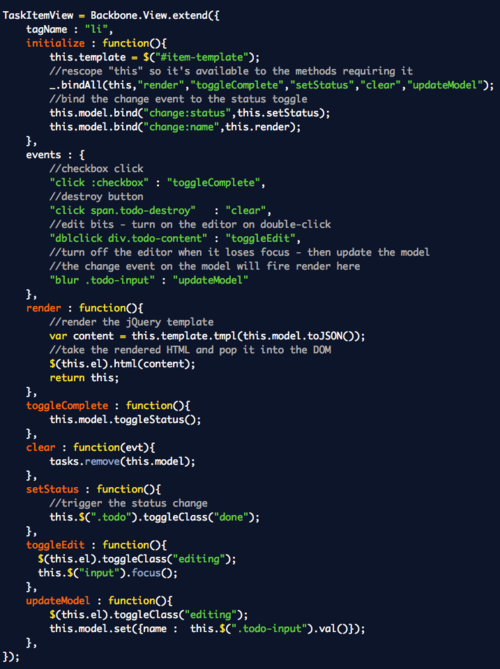 TaskItemView = Backbone.View.extend({
    tagName : "li",
    initialize : function(){
        this.template = $("#item-template");
        //rescope "this" so it's available to the methods requiring it
        _.bindAll(this,"render","toggleComplete","setStatus","clear","updateModel");
        //bind the change event to the status toggle
        this.model.bind("change:status",this.setStatus);
        this.model.bind("change:name",this.render);
    },
    events : {
        //checkbox click
        "click :checkbox" : "toggleComplete",
        //destroy button
        "click span.todo-destroy"   : "clear",
        //edit bits - turn on the editor on double-click
        "dblclick div.todo-content" : "toggleEdit",
        //turn off the editor when it loses focus - then update the model
        //the change event on the model will fire render here
        "blur .todo-input" : "updateModel"
    },
    render : function(){
        //render the jQuery template
        var content = this.template.tmpl(this.model.toJSON());
        //take the rendered HTML and pop it into the DOM
        $(this.el).html(content);
        return this;
    },
    toggleComplete : function(){
        this.model.toggleStatus();
    },
    clear : function(evt){
        tasks.remove(this.model);
    },
    setStatus : function(){
        //trigger the status change
        this.$(".todo").toggleClass("done");
    },
    toggleEdit : function(){
      $(this.el).toggleClass("editing");
      this.$("input").focus();
    },
    updateModel : function(){
        $(this.el).toggleClass("editing");
        this.model.set({name :  this.$(".todo-input").val()});
    },
});